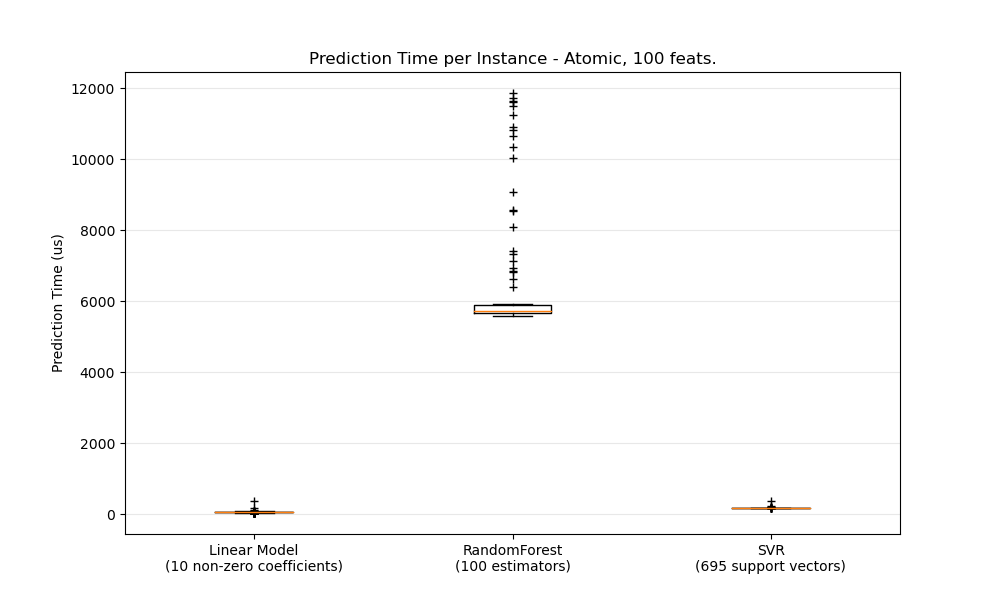 Prediction Time per Instance - Atomic, 100 feats.
12000
10000
8000
6000
4000
2000
0
Prediction Time (us)
Linear Model
(10 non-zero coefficients)
RandomForest
(100 estimators)
SVR
(695 support vectors)